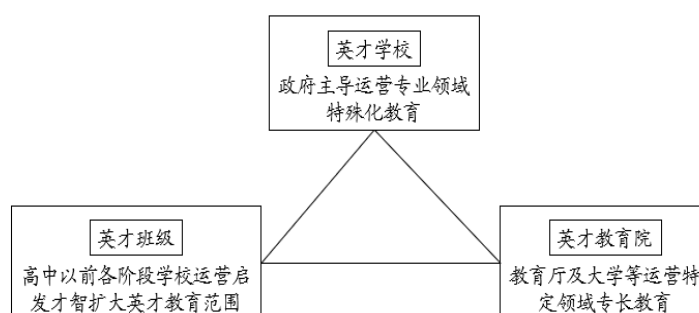 英才学校
政府主导运营专业领域
特殊化教育
英才班级
高中以前各阶段学校运营启
发才智扩大英才教育范围
英才教育院
教育厅及大学等运营特
定领域专长教育